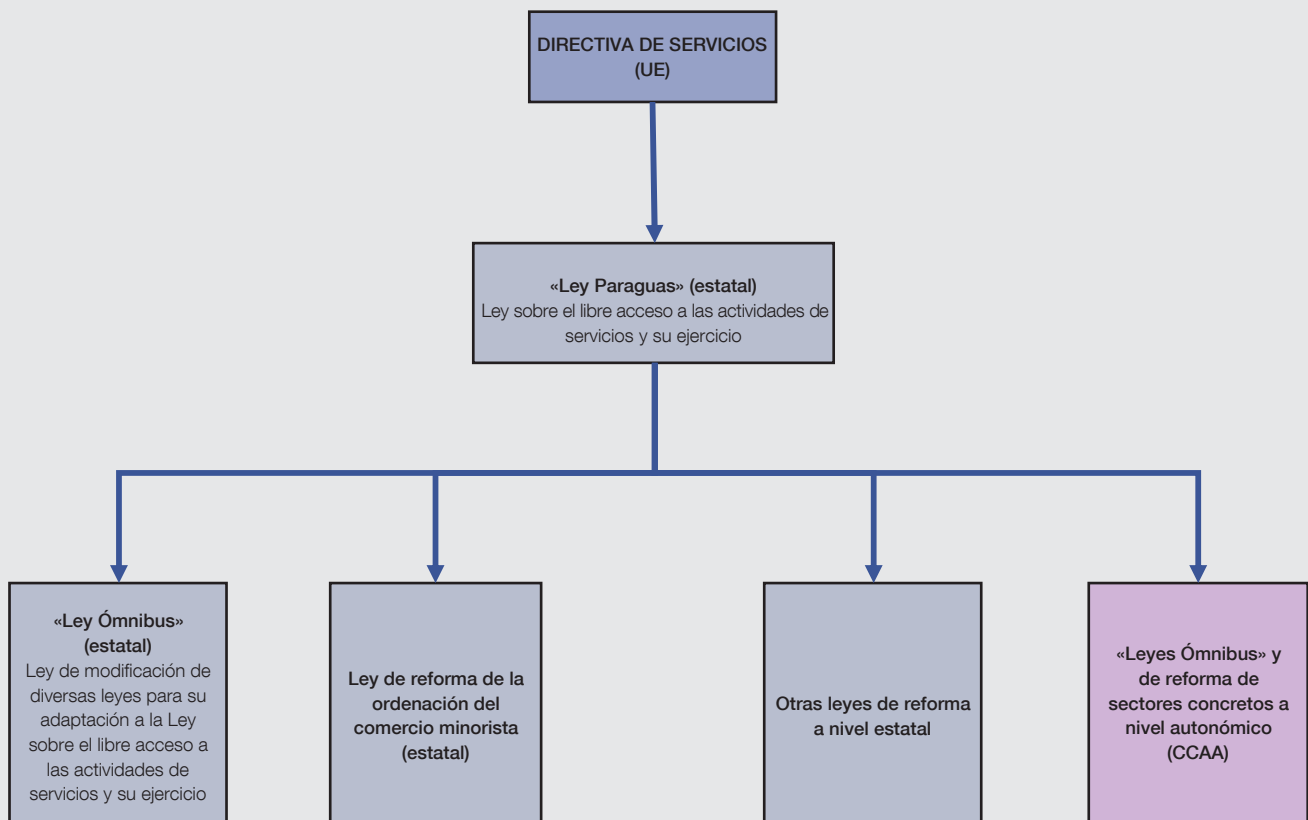 DIRECTIVA DE SERVICIOS
(UE)
«Ley Paraguas» (estatal)
Ley sobre el libre acceso a las actividades de
servicios y su ejercicio
«Ley Ómnibus»
(estatal)
Ley de modificación de
diversas leyes para su
adaptación a la Ley
sobre el libre acceso a
las actividades de
servicios y su ejercicio
Ley de reforma de la
ordenación del
comercio minorista
(estatal)
Otras leyes de reforma
a nivel estatal
«Leyes Ómnibus» y
de reforma de
sectores concretos a
nivel autonómico
(CCAA)